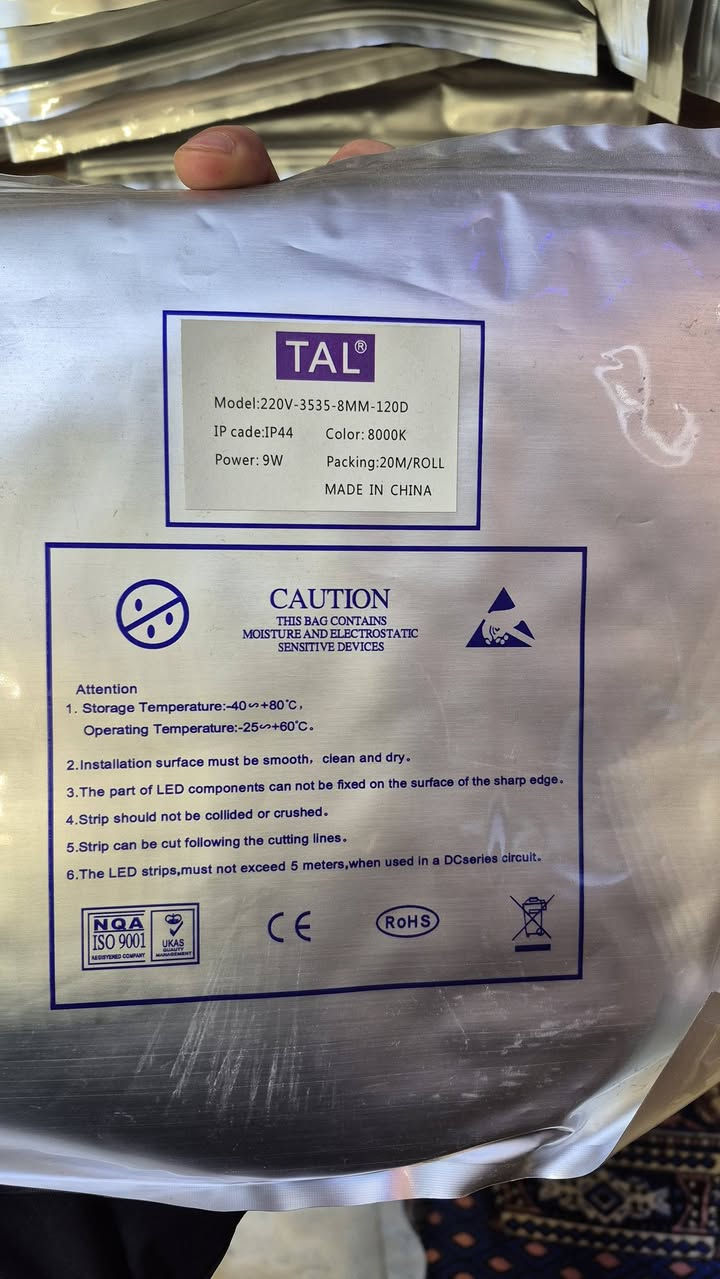 TAL®
Model:220V-3535-8MM-120D
IP cade:IP44 Color: 8000K
Power: 9W Packing:20M/ROLL
MADE IN CHINA
CAUTION
THIS BAG CONTAINS
MOISTURE AND ELECTROSTATIC
SENSITIVE DEVICES
Attention
1. Storage Temperature:-40∽+80℃,
Operating Temperature:-25∽+60℃。
2.Installation surface must be smooth, clean and dry。
3.The part of LED components can not be fixed on the surface of the sharp edge。
4.Strip should not be collided or crushed。
5.Strip can be cut following the cutting lines。
6.The LED strips,must not exceed 5 meters,when used in a DCseries circuit。
NQA
ISO 9001
REGISTERED COMPANY
UKAS
QUALITY
MANAGEMENT
CE
RoHS